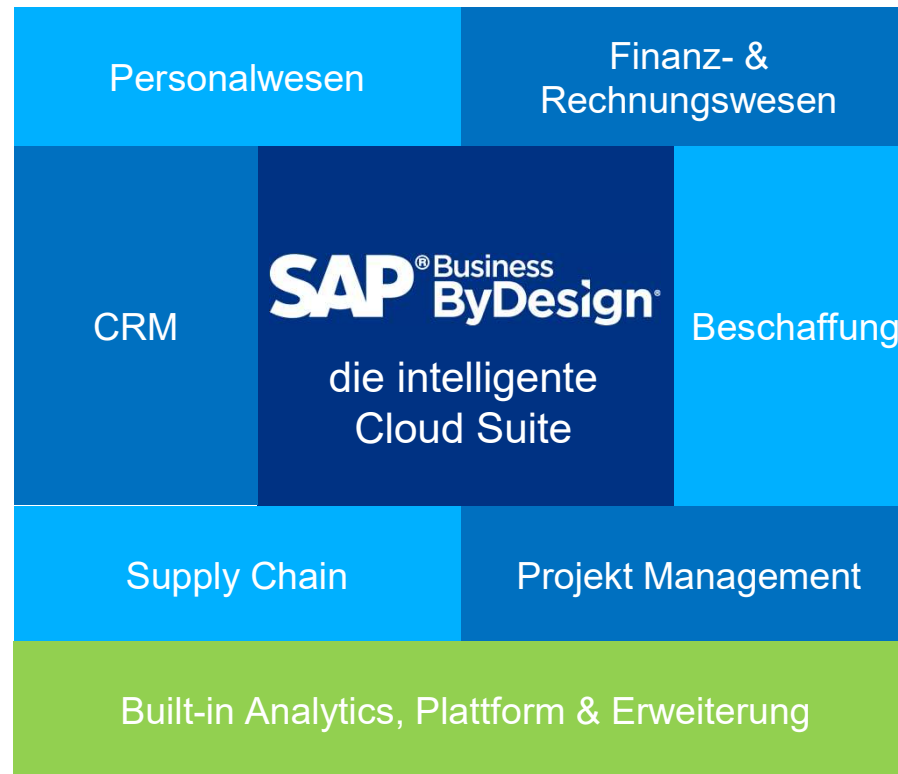 Personalwesen
Finanz- &
Rechnungswesen
CRM
SAP® Business
ByDesign®
die intelligente
Cloud Suite
Beschaffung
Supply Chain
Projekt Management
Built-in Analytics, Plattform & Erweiterung